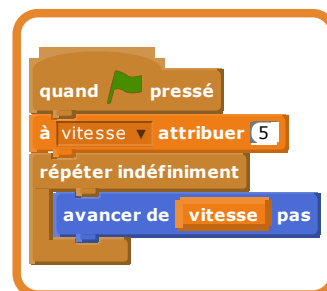 quand pressé
à vitesse attribuer 5
répéter indéfiniment
avancer de vitesse pas